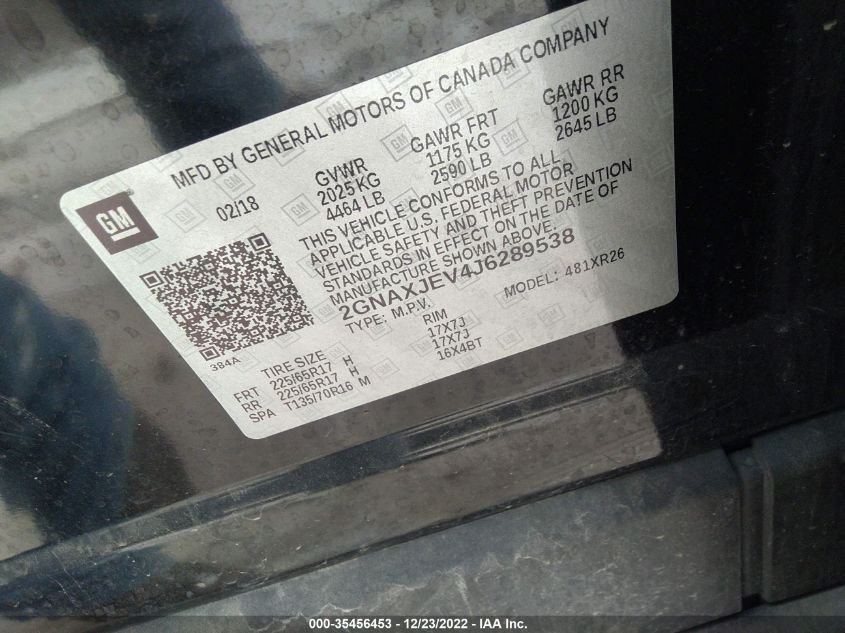 MFD BY GENERAL MOTORS OF CANADA COMPANY
GM
02/18
GVWR
2025 KG
4464 LB
GAWR FRT
1175 KG
2590 LB
GAWR RR
1200 KG
2645 LB
THIS VEHICLE CONFORMS TO ALL
APPLICABLE U.S. FEDERAL MOTOR
VEHICLE SAFETY AND THEFT PREVENTION
STANDARDS IN EFFECT ON THE DATE OF
MANUFACTURE SHOWN ABOVE.
2GNAXJEV4J6289538
TYPE: M.P.V. MODEL: 481XR26
384A
TIRE SIZE RIM
FRT 225/65R17 H 17X7J
RR 225/65R17 H 17X7J
SPA T135/70R16 M 16X4BT
000-35456453 - 12/23/2022 - IAA Inc.